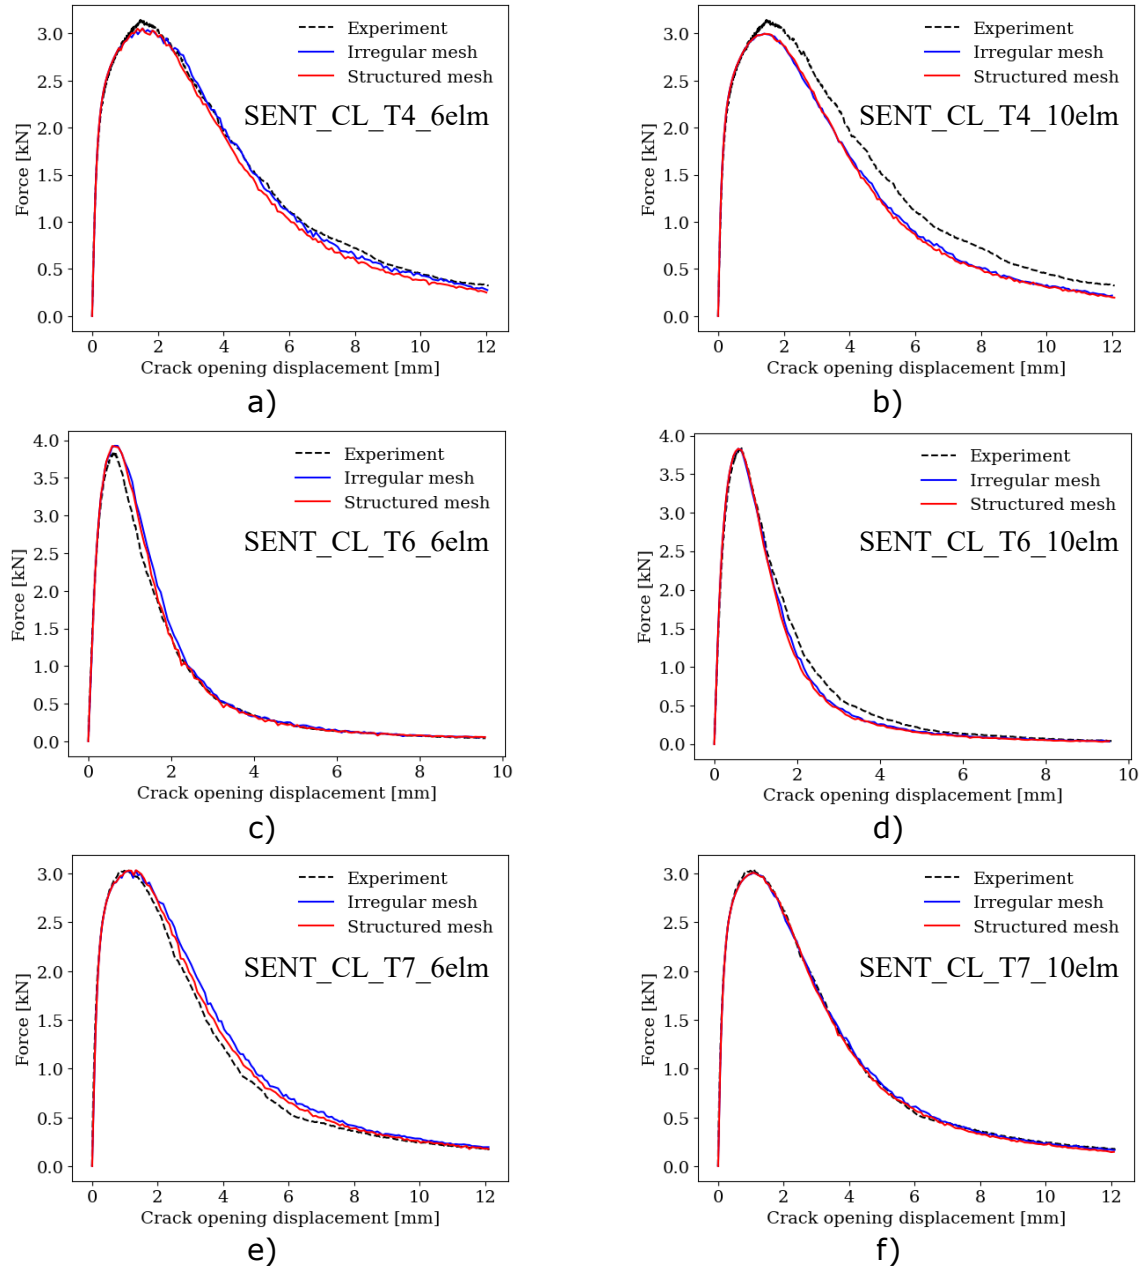 3.0
2.5
2.0
1.5
1.0
0.5
0.0
Force [kN]
Experiment
Irregular mesh
Structured mesh
SENT_CL_T4_6elm
0 2 4 6 8 10 12
Crack opening displacement [mm]
a)
3.0
2.5
2.0
1.5
1.0
0.5
0.0
Force [kN]
Experiment
Irregular mesh
Structured mesh
SENT_CL_T4_10elm
0 2 4 6 8 10 12
Crack opening displacement [mm]
b)
4.0
3.5
3.0
2.5
2.0
1.5
1.0
0.5
0.0
Force [kN]
Experiment
Irregular mesh
Structured mesh
SENT_CL_T6_6elm
0 2 4 6 8 10
Crack opening displacement [mm]
c)
4.0
3.5
3.0
2.5
2.0
1.5
1.0
0.5
0.0
Force [kN]
Experiment
Irregular mesh
Structured mesh
SENT_CL_T6_10elm
0 2 4 6 8 10
Crack opening displacement [mm]
d)
3.0
2.5
2.0
1.5
1.0
0.5
0.0
Force [kN]
Experiment
Irregular mesh
Structured mesh
SENT_CL_T7_6elm
0 2 4 6 8 10 12
Crack opening displacement [mm]
e)
3.0
2.5
2.0
1.5
1.0
0.5
0.0
Force [kN]
Experiment
Irregular mesh
Structured mesh
SENT_CL_T7_10elm
0 2 4 6 8 10 12
Crack opening displacement [mm]
f)